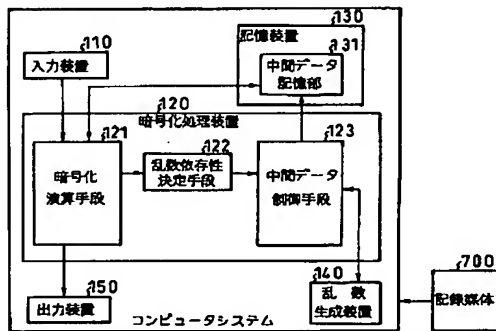 110
入力装置
130
記憶装置
131
中間データ
記憶部
120
暗号化処理装置
121
暗号化
演算手段
122
乱数依存性
決定手段
123
中間データ
制御手段
150
出力装置
140
乱 数
生成装置
コンピュータシステム
700
記録媒体